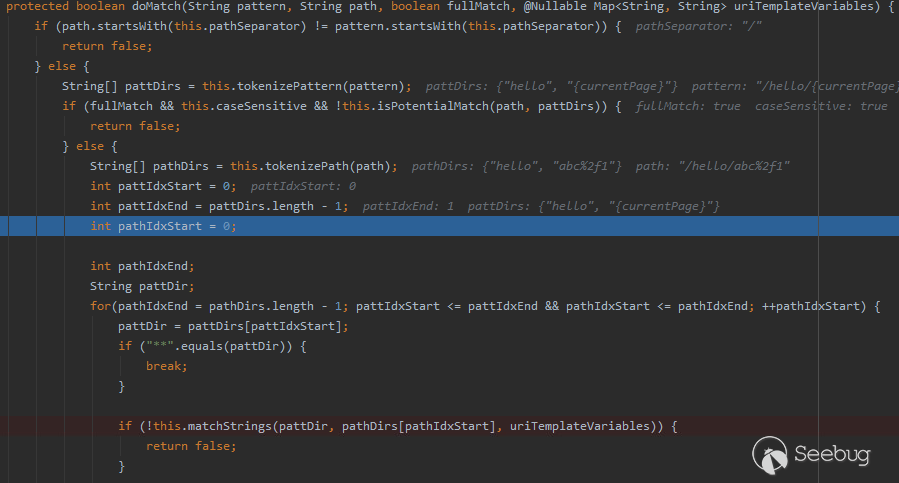 protected boolean doMatch(String pattern, String path, boolean fullMatch, @Nullable Map<String, String> uriTemplateVariables) {
if (path.startsWith(this.pathSeparator) != pattern.startsWith(this.pathSeparator)) { pathSeparator: "/"
return false;
} else {
String[] pattDirs = this.tokenizePattern(pattern); pattDirs: {"hello", "{currentPage}"} pattern: "/hello/{currentPage}
if (fullMatch && this.caseSensitive && !this.isPotentialMatch(path, pattDirs)) { fullMatch: true caseSensitive: true
return false;
} else {
String[] pathDirs = this.tokenizePath(path); pathDirs: {"hello", "abc%2f1"} path: "/hello/abc%2f1"
int pattIdxStart = 0; pattIdxStart: 0
int pattIdxEnd = pattDirs.length - 1; pattIdxEnd: 1 pattDirs: {"hello", "{currentPage}"}
int pathIdxStart = 0;
int pathIdxEnd;
String pattDir;
for(pathIdxEnd = pathDirs.length - 1; pattIdxStart <= pattIdxEnd && pathIdxStart <= pathIdxEnd; ++pathIdxStart) {
pattDir = pattDirs[pattIdxStart];
if ("**".equals(pattDir)) {
break;
}
if (!this.matchStrings(pattDir, pathDirs[pathIdxStart], uriTemplateVariables)) {
return false;
}
Seebug